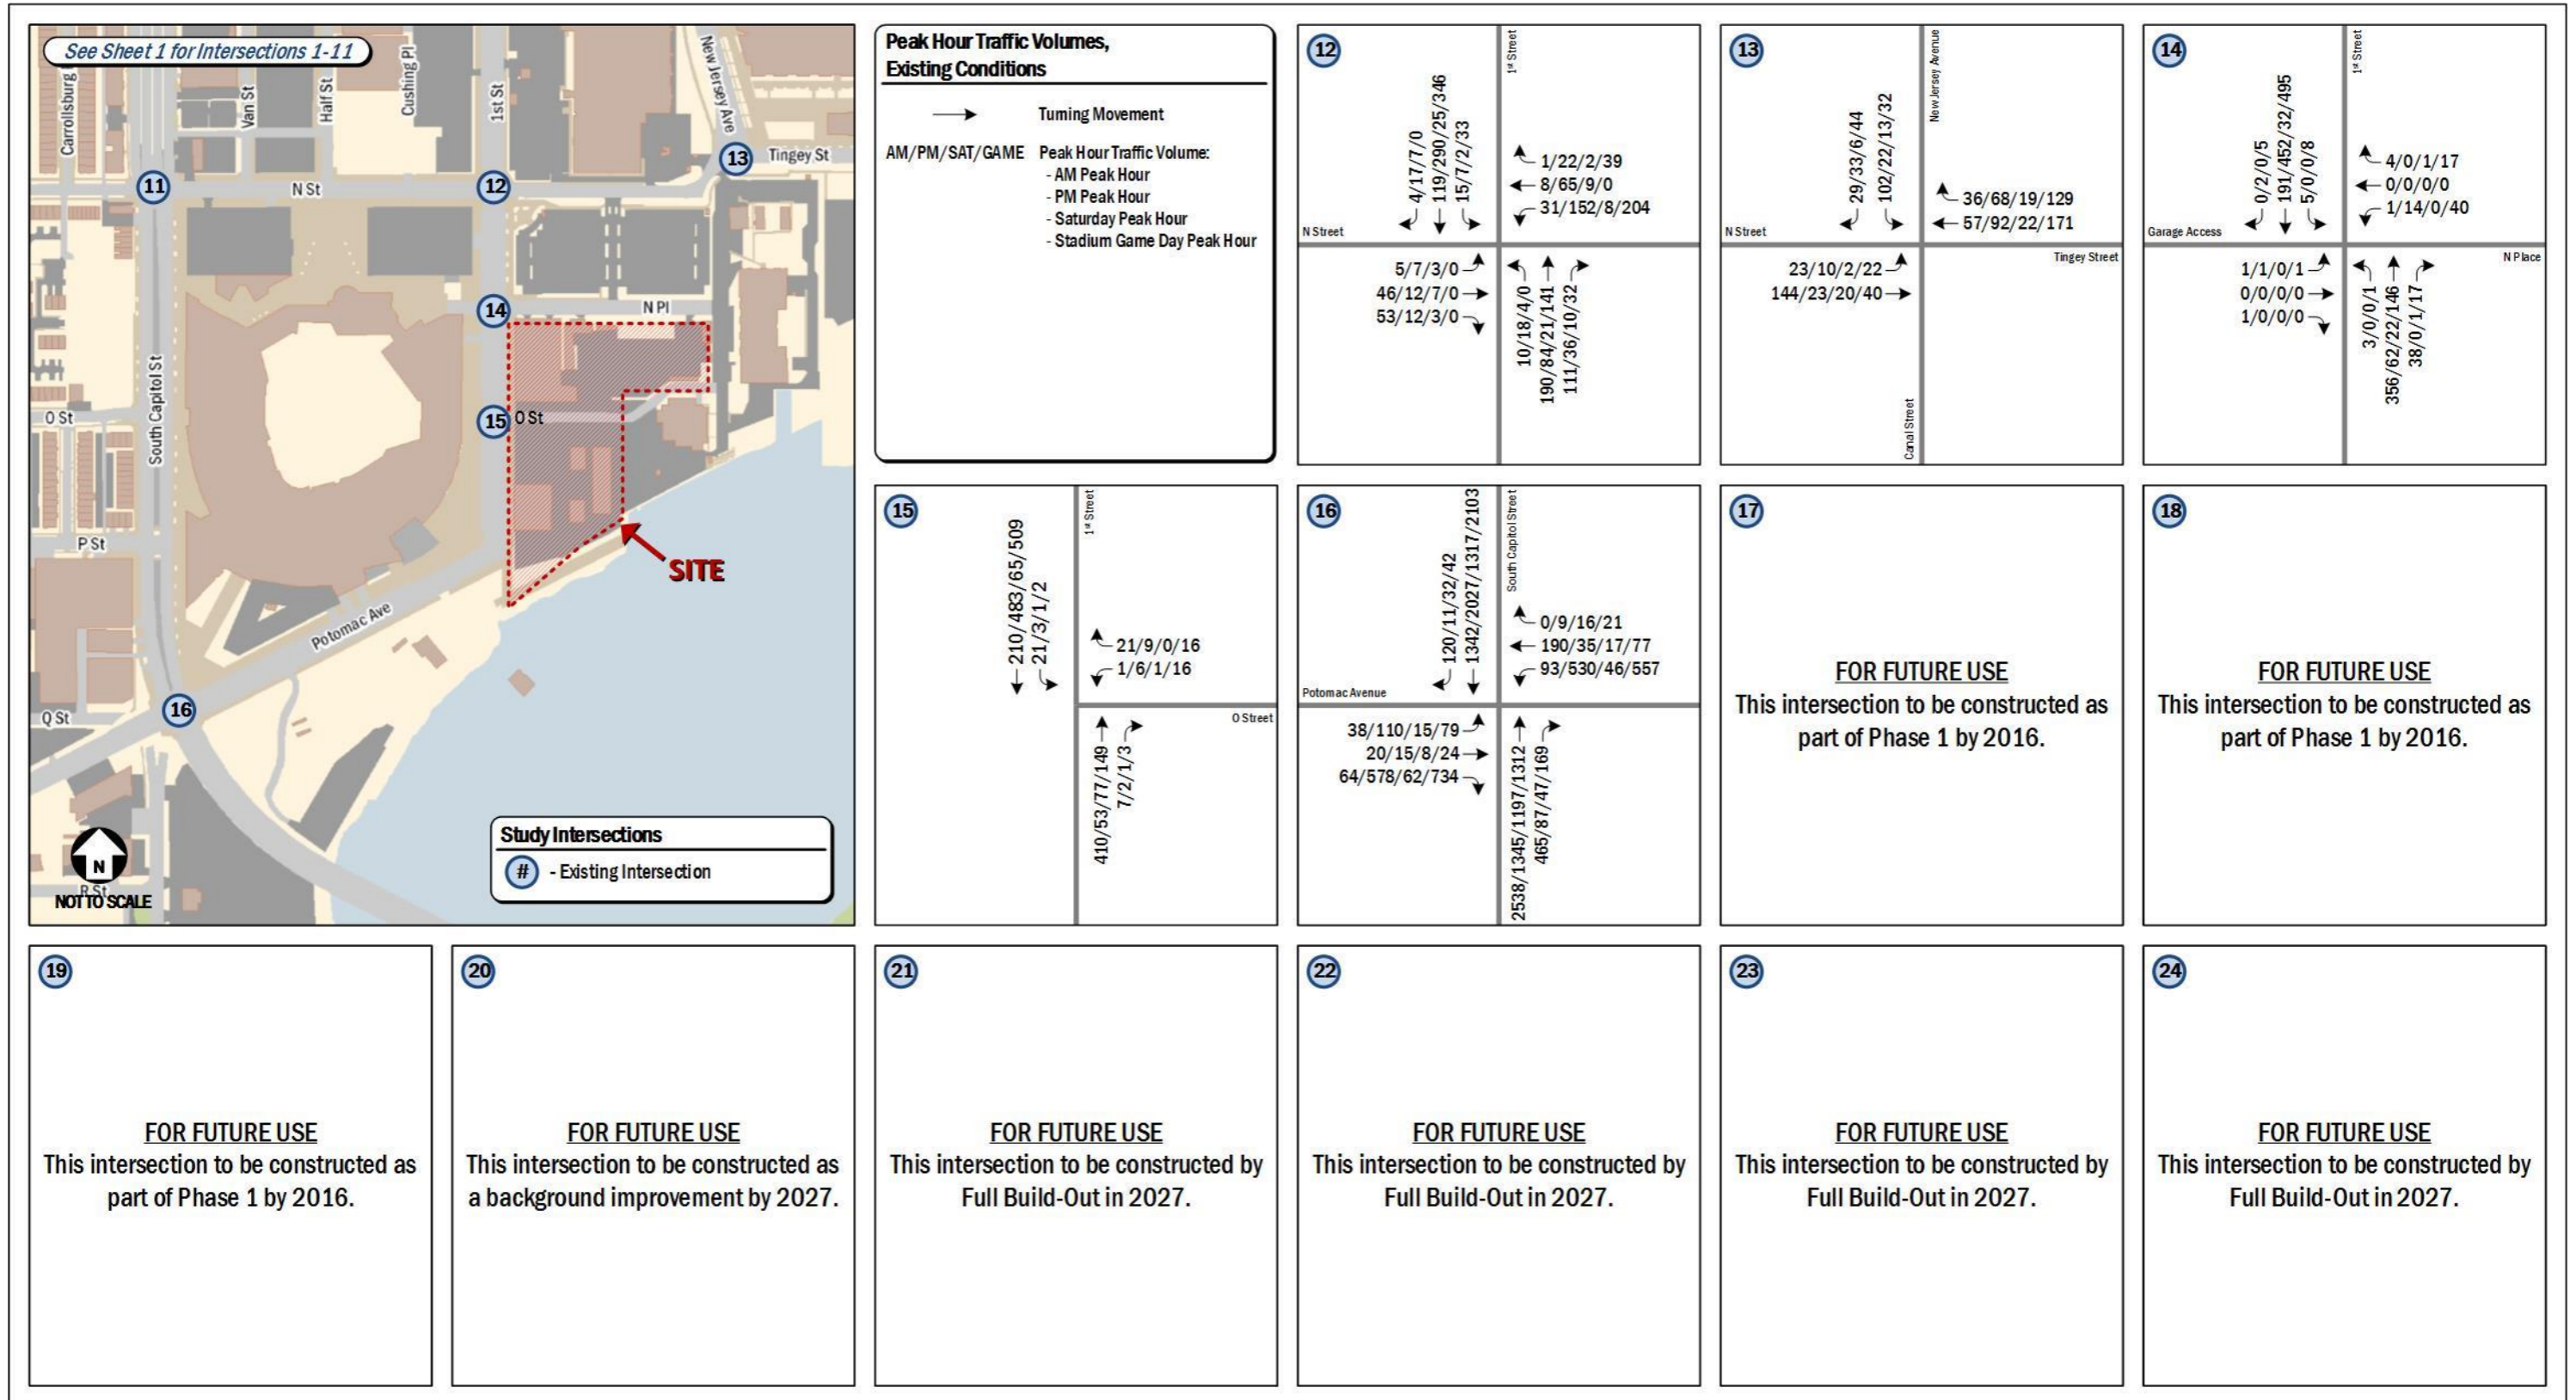 See Sheet 1 for Intersections 1-11
Carrollsburg
Van St
Half St
Cushing Pl
1st St
New Jersey Ave
13
Tingey St
11
N St
12
14
N Pl
O St
South Capitol St
15
O St
P St
SITE
Potomac Ave
Q St
16
N
R St
NOT TO SCALE
Study Intersections
# - Existing Intersection
Peak Hour Traffic Volumes,
Existing Conditions
Turning Movement
AM/PM/SAT/GAME Peak Hour Traffic Volume:
- AM Peak Hour
- PM Peak Hour
- Saturday Peak Hour
- Stadium Game Day Peak Hour
12
4/17/7/0
119/290/25/346
15/7/2/33
1st Street
1/22/2/39
8/65/9/0
31/152/8/204
N Street
5/7/3/0
46/12/7/0
53/12/3/0
10/18/4/0
190/84/21/141
111/36/10/32
13
29/33/6/44
102/22/13/32
New Jersey Avenue
36/68/19/129
57/92/22/171
N Street
Tingey Street
23/10/2/22
144/23/20/40
Canal Street
14
0/2/0/5
191/452/32/495
5/0/0/8
1st Street
4/0/1/17
0/0/0/0
1/14/0/40
Garage Access
N Place
1/1/0/1
0/0/0/0
1/0/0/0
3/0/0/1
356/62/22/146
38/0/1/17
15
210/483/65/509
21/3/1/2
1st Street
21/9/0/16
1/6/1/16
O Street
410/53/77/149
7/2/1/3
16
120/11/32/42
1342/2027/1317/2103
South Capitol Street
0/9/16/21
190/35/17/77
93/530/46/557
Potomac Avenue
38/110/15/79
20/15/8/24
64/578/62/734
2538/1345/1197/1312
465/87/47/169
17
FOR FUTURE USE
This intersection to be constructed as
part of Phase 1 by 2016.
18
FOR FUTURE USE
This intersection to be constructed as
part of Phase 1 by 2016.
19
FOR FUTURE USE
This intersection to be constructed as
part of Phase 1 by 2016.
20
FOR FUTURE USE
This intersection to be constructed as
a background improvement by 2027.
21
FOR FUTURE USE
This intersection to be constructed by
Full Build-Out in 2027.
22
FOR FUTURE USE
This intersection to be constructed by
Full Build-Out in 2027.
23
FOR FUTURE USE
This intersection to be constructed by
Full Build-Out in 2027.
24
FOR FUTURE USE
This intersection to be constructed by
Full Build-Out in 2027.